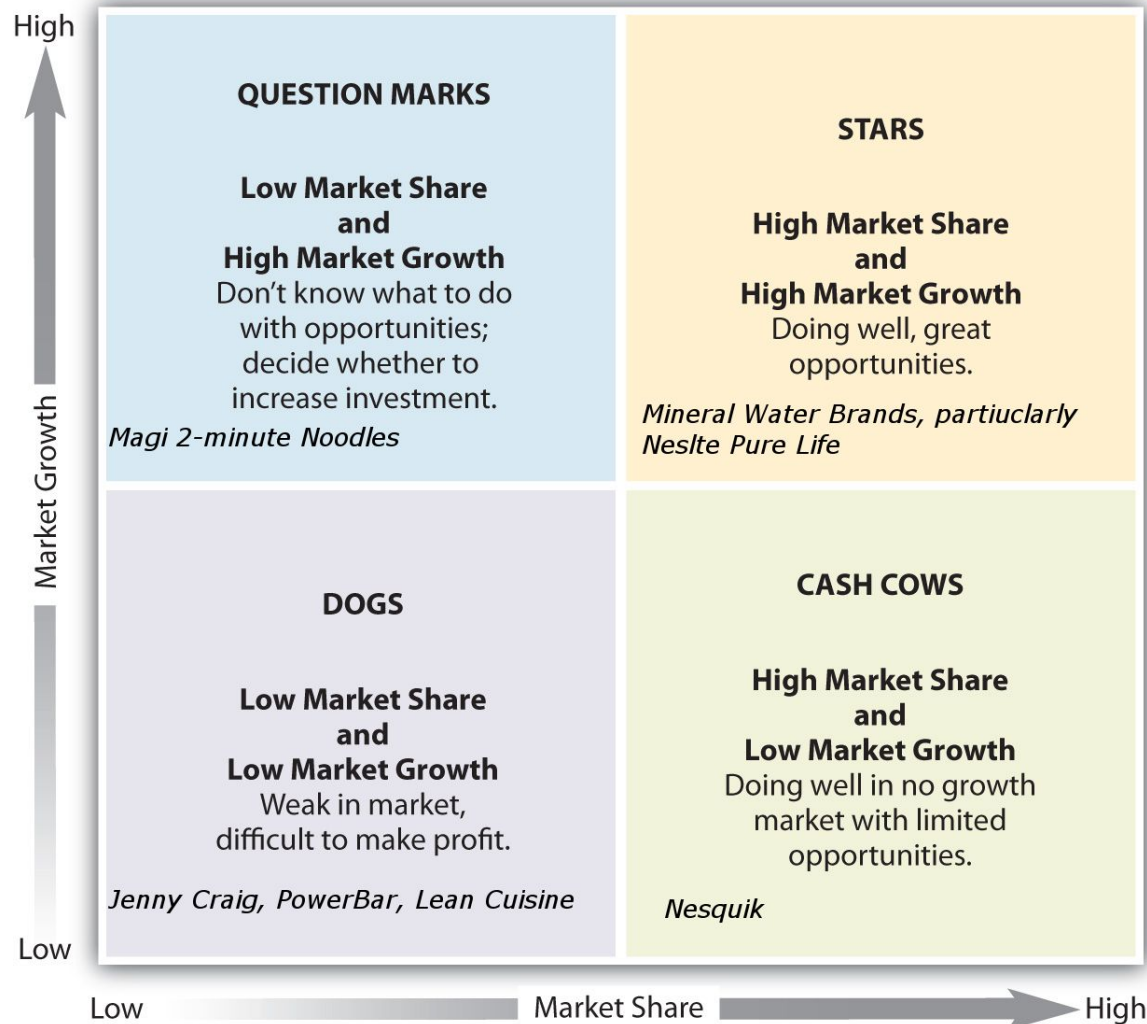 High
QUESTION MARKS
Low Market Share
and
High Market Growth
Don't know what to do
with opportunities;
decide whether to
increase investment.
Magi 2-minute Noodles
STARS
High Market Share
and
High Market Growth
Doing well, great
opportunities.
Mineral Water Brands, partiuclarly
Neslte Pure Life
Market Growth
DOGS
Low Market Share
and
Low Market Growth
Weak in market,
difficult to make profit.
Jenny Craig, PowerBar, Lean Cuisine
CASH COWS
High Market Share
and
Low Market Growth
Doing well in no growth
market with limited
opportunities.
Nesquik
Low
Low
Market Share
High